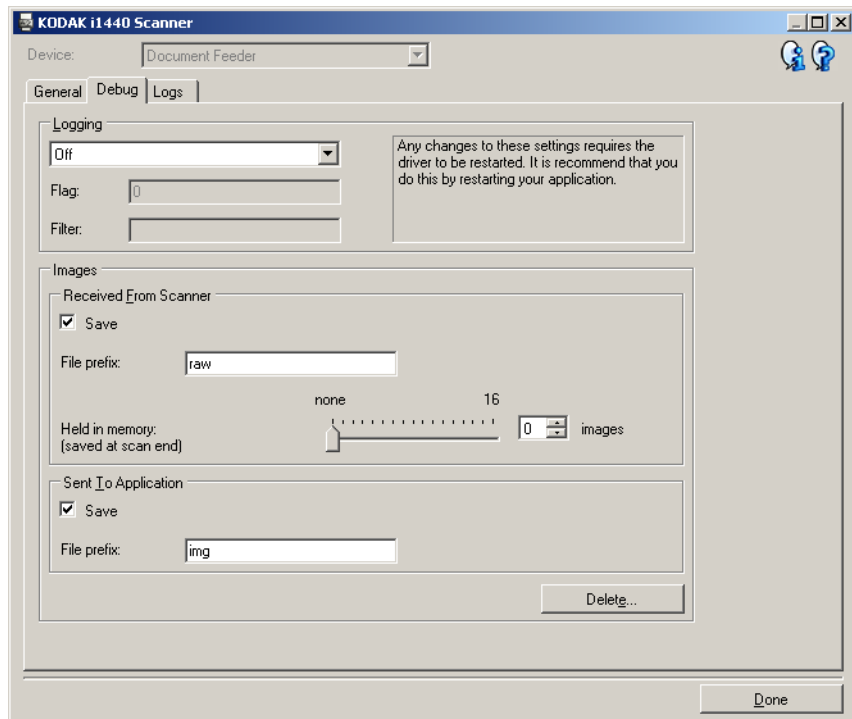 KODAK i1440 Scanner
Device: Document Feeder
General Debug Logs
Logging
Off
Any changes to these settings requires the
driver to be restarted. It is recommend that you
do this by restarting your application.
Flag: 0
Filter:
Images
Received From Scanner
Save
File prefix: raw
none 16
Held in memory: 0 images
(saved at scan end)
Sent To Application
Save
File prefix: img
Delete...
Done